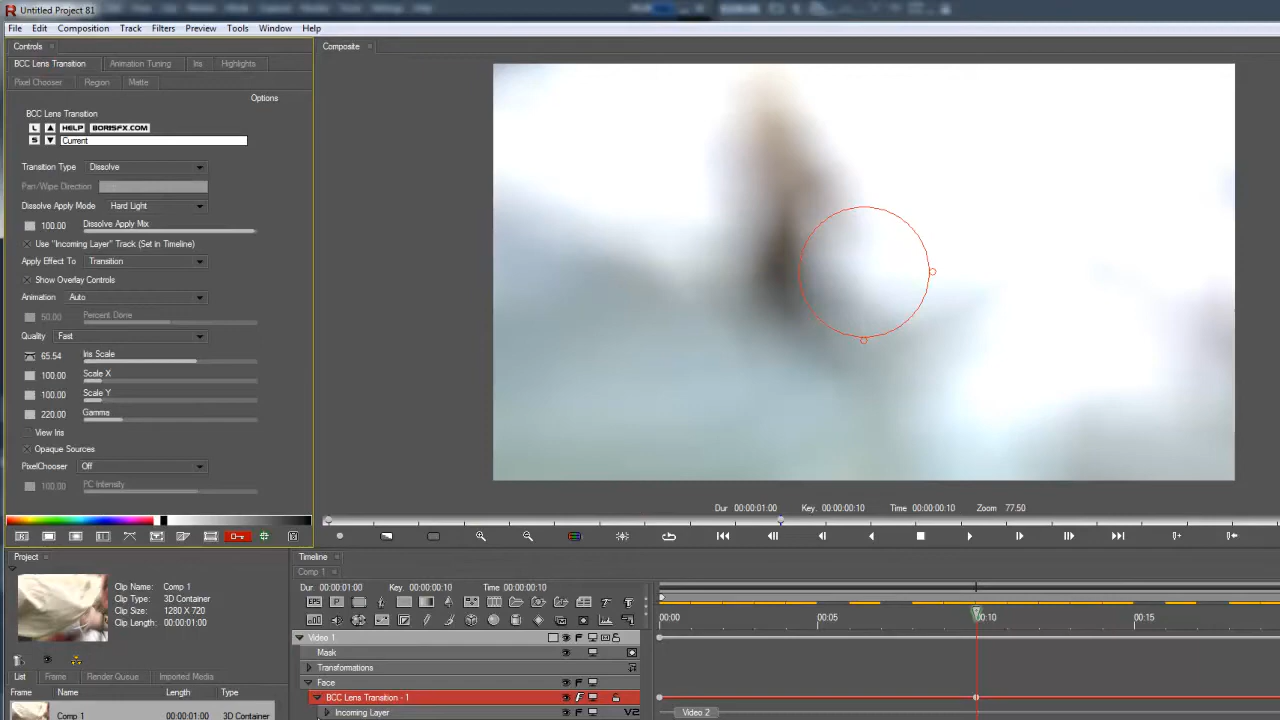 Untitled Project 81
File Edit Composition Track Filters Preview Tools Window Help
Controls
Composite
BCC Lens Transition Animation Tuning Iris Highlights
Pixel Chooser Region Matte
Options
BCC Lens Transition
L HELP BORISFX.COM
S Current
Transition Type Dissolve
Pan/Wipe Direction
Dissolve Apply Mode Hard Light
100.00 Dissolve Apply Mix
Use "Incoming Layer" Track (Set in Timeline)
Apply Effect To Transition
Show Overlay Controls
Animation Auto
50.00 Percent Done
Quality Fast
65.54 Iris Scale
100.00 Scale X
100.00 Scale Y
220.00 Gamma
View Iris
Opaque Sources
PixelChooser Off
100.00 PC Intensity
Dur 00:00:01:00 Key. 00:00:00:10 Time 00:00:00:10 Zoom 77.50
Project
Clip Name: Comp 1
Clip Type: 3D Container
Clip Size: 1280 X 720
Clip Length: 00:00:01:00
List Frame Render Queue Imported Media
Frame Name Length Type
Comp 1 00:00:01:00 3D Container
Timeline
Comp 1
Dur 00:00:01:00 Key 00:00:00:10 Time 00:00:00:10
EPS P
00:00 00:05 00:10 00:15
Video 1
Mask
Transformations
Face
BCC Lens Transition - 1
Incoming Layer V2 Video 2